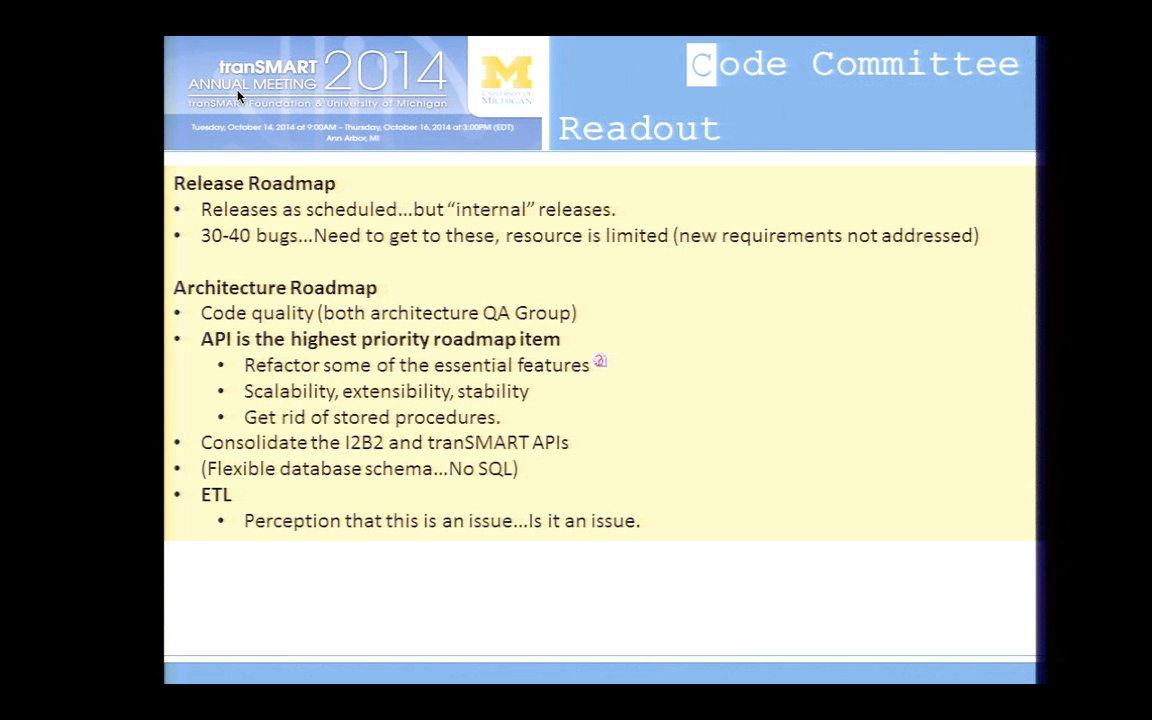 tranSMART
ANNUAL MEETING 2014
tranSMART Foundation & University of Michigan
Tuesday, October 14, 2014 at 9:00AM – Thursday, October 16, 2014 at 3:00PM (EDT)
Ann Arbor, MI
M
MICHIGAN
Code Committee
Readout
Release Roadmap
• Releases as scheduled...but “internal” releases.
• 30-40 bugs...Need to get to these, resource is limited (new requirements not addressed)
Architecture Roadmap
• Code quality (both architecture QA Group)
• API is the highest priority roadmap item
• Refactor some of the essential features
• Scalability, extensibility, stability
• Get rid of stored procedures.
• Consolidate the I2B2 and tranSMART APIs
• (Flexible database schema...No SQL)
• ETL
• Perception that this is an issue...Is it an issue.